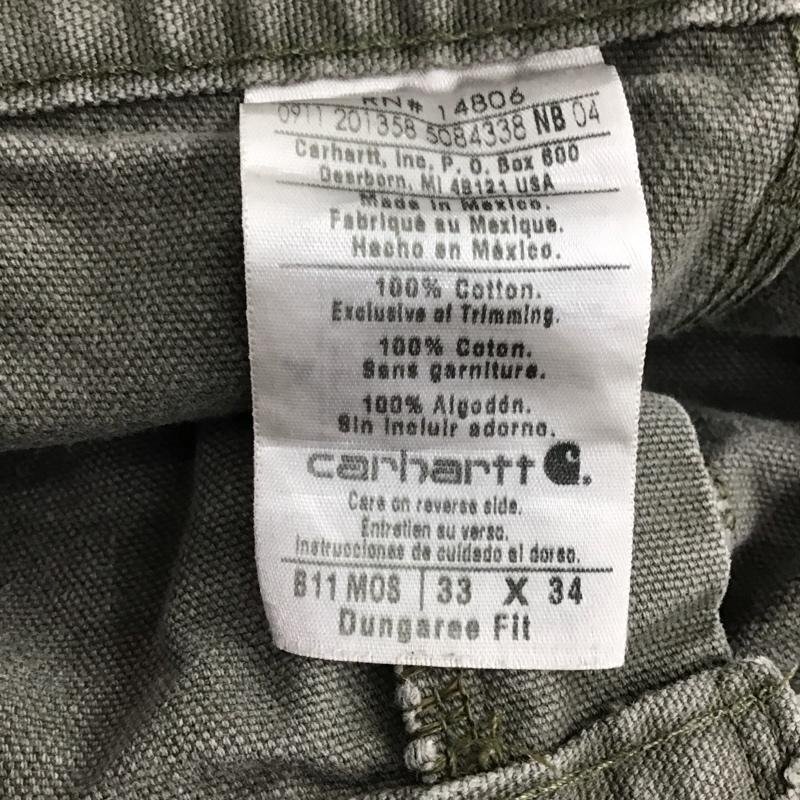 RN# 14806
0911 201358 5084338 NB 04
Carhartt, Inc. P. O. Box 600
Dearborn, MI 48121 USA
Made in Mexico.
Fabriqué au Mexique.
Hecho en México.
100% Cotton.
Exclusive of Trimming.
100% Coton.
Sans garniture.
100% Algodón.
Sin incluir adorno.
carhartt
Care on reverse side.
Entretien au verso.
Instrucciones de cuidado al dorso.
B11 MOS 33 X 34
Dungaree Fit